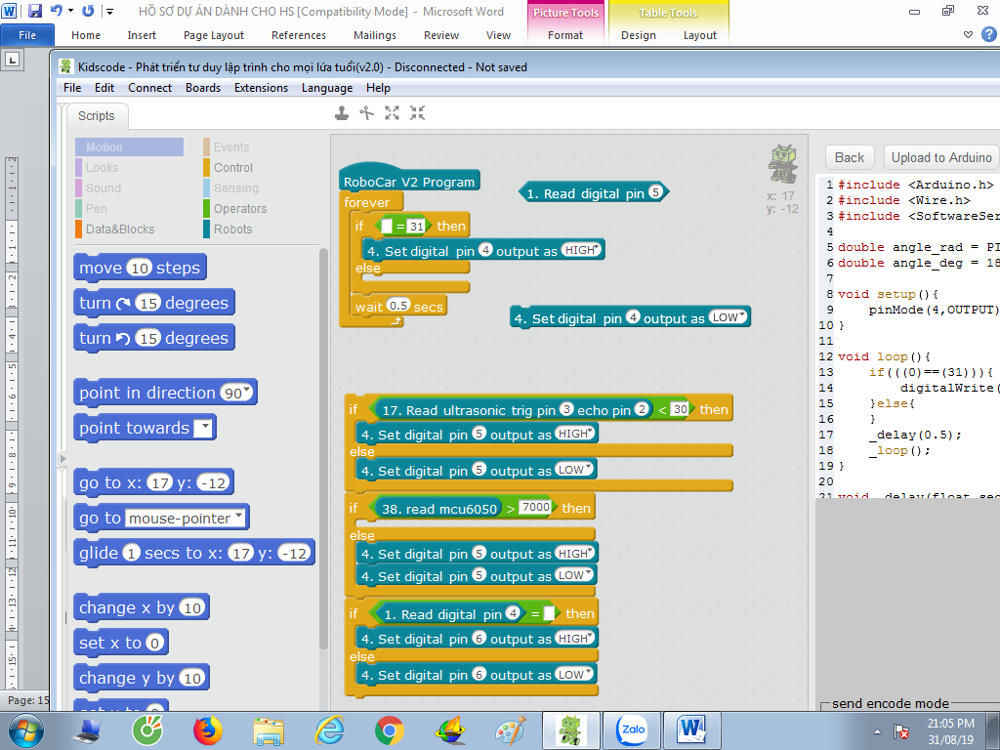 HỒ SƠ DỰ ÁN DÀNH CHO HS [Compatibility Mode] - Microsoft Word
Picture Tools
Table Tools
File Home Insert Page Layout References Mailings Review View Format Design Layout
Kidscode - Phát triển tư duy lập trình cho mọi lứa tuổi(v2.0) - Disconnected - Not saved
File Edit Connect Boards Extensions Language Help
Scripts
Motion
Looks
Sound
Pen
Data&Blocks
Events
Control
Sensing
Operators
Robots
move 10 steps
turn 15 degrees
turn 15 degrees
point in direction 90
point towards
go to x: 17 y: -12
go to mouse-pointer
glide 1 secs to x: 17 y: -12
change x by 10
set x to 0
change y by 10
RoboCar V2 Program
forever
if = 31 then
4. Set digital pin 4 output as HIGH
else
wait 0.5 secs
1. Read digital pin 5
4. Set digital pin 4 output as LOW
x: 17
y: -12
if 17. Read ultrasonic trig pin 3 echo pin 2 < 30 then
4. Set digital pin 5 output as HIGH
else
4. Set digital pin 5 output as LOW
if 38. read mcu6050 > 7000 then
else
4. Set digital pin 5 output as HIGH
4. Set digital pin 5 output as LOW
if 1. Read digital pin 4 = then
4. Set digital pin 6 output as HIGH
else
4. Set digital pin 6 output as LOW
Back
Upload to Arduino
1 #include <Arduino.h>
2 #include <Wire.h>
3 #include <SoftwareSer
4
5 double angle_rad = PI
6 double angle_deg = 18
7
8 void setup(){
9 pinMode(4,OUTPUT)
10 }
11
12 void loop(){
13 if(((0)==(31))){
14 digitalWrite(
15 }else{
16 }
17 _delay(0.5);
18 _loop();
19 }
20
21 void _delay(float sec
send encode mode
Page: 15
Zalo
21:05 PM
31/08/19